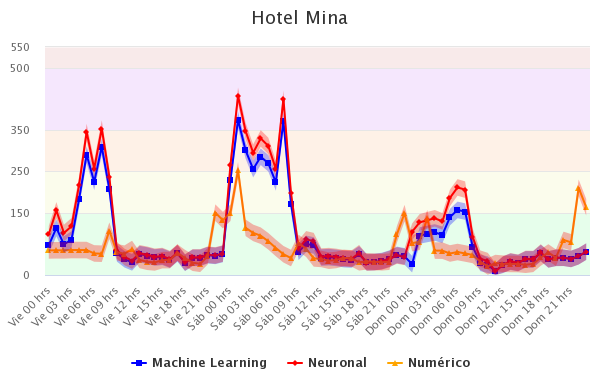 Hotel Mina
550
500
350
250
150
0
Vie 00 hrs
Vie 03 hrs
Vie 06 hrs
Vie 09 hrs
Vie 12 hrs
Vie 15 hrs
Vie 18 hrs
Vie 21 hrs
Sáb 00 hrs
Sáb 03 hrs
Sáb 06 hrs
Sáb 09 hrs
Sáb 12 hrs
Sáb 15 hrs
Sáb 18 hrs
Sáb 21 hrs
Dom 00 hrs
Dom 03 hrs
Dom 06 hrs
Dom 09 hrs
Dom 12 hrs
Dom 15 hrs
Dom 18 hrs
Dom 21 hrs
Machine Learning Neuronal Numérico